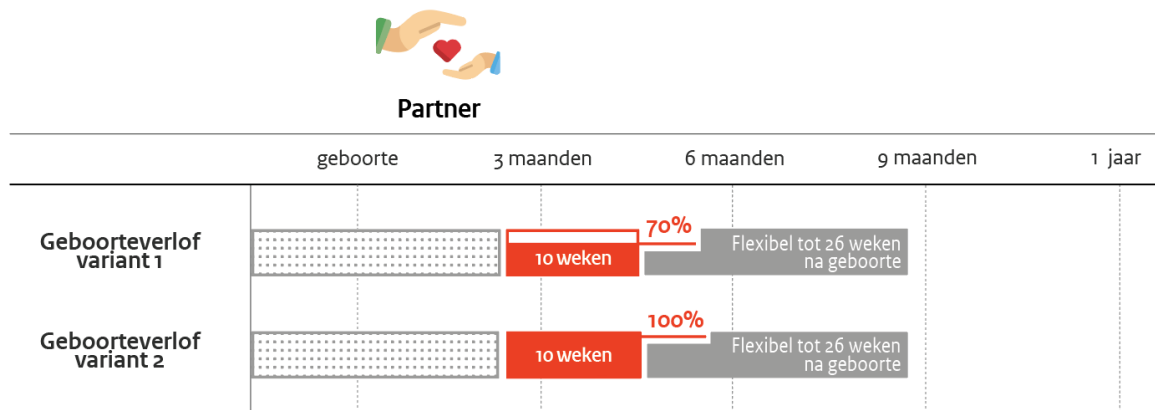 Partner
geboorte 3 maanden 6 maanden 9 maanden 1 jaar
Geboorteverlof
variant 1
10 weken
70%
Flexibel tot 26 weken
na geboorte
Geboorteverlof
variant 2
10 weken
100%
Flexibel tot 26 weken
na geboorte